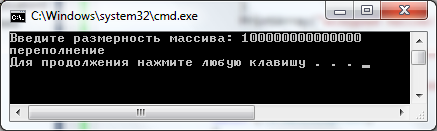 C:\Windows\system32\cmd.exe
Введите размерность массива: 100000000000000
переполнение
Для продолжения нажмите любую клавишу . . .